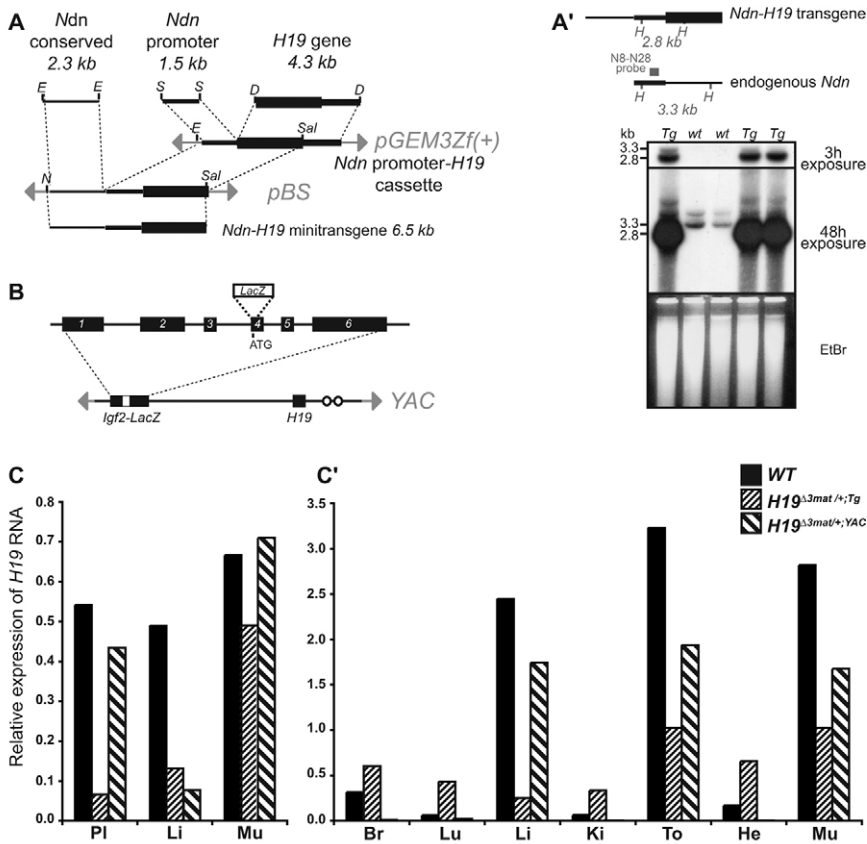 A
Ndn conserved 2.3 kb
Ndn promoter 1.5 kb
H19 gene 4.3 kb
E E S S D D
E Sal
pGEM3Zf(+)
Ndn promoter-H19 cassette
N Sal
pBS
Ndn-H19 minitransgene 6.5 kb
A'
Ndn-H19 transgene
H H
2.8 kb
N8-N28 probe
endogenous Ndn
H H
3.3 kb
kb Tg wt wt Tg Tg
3.3
2.8
3h exposure
3.3
2.8
48h exposure
EtBr
B
LacZ
1 2 3 4 5 6
ATG
Igf2-LacZ H19
YAC
C
Relative expression of H19 RNA
0.8
0.7
0.6
0.5
0.4
0.3
0.2
0.1
0.0
Pl Li Mu
C'
WT
H19Δ3mat/+;Tg
H19Δ3mat/+;YAC
3.5
3.0
2.5
2.0
1.5
1.0
0.5
0.0
Br Lu Li Ki To He Mu